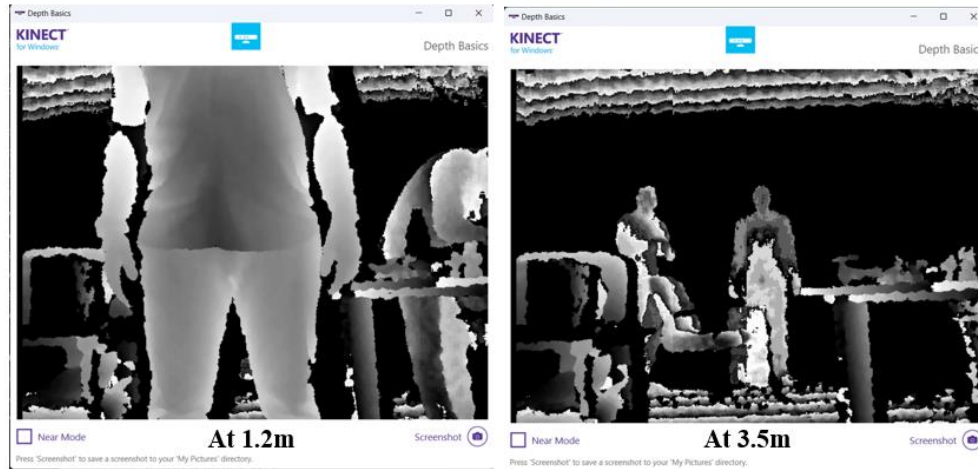 Depth Basics
KINECT
for Windows
Depth Basics
Near Mode
At 1.2m
Screenshot
Press 'Screenshot' to save a screenshot to your 'My Pictures' directory.
Depth Basics
KINECT
for Windows
Depth Basic
Near Mode
At 3.5m
Screenshot
Press 'Screenshot' to save a screenshot to your 'My Pictures' directory.